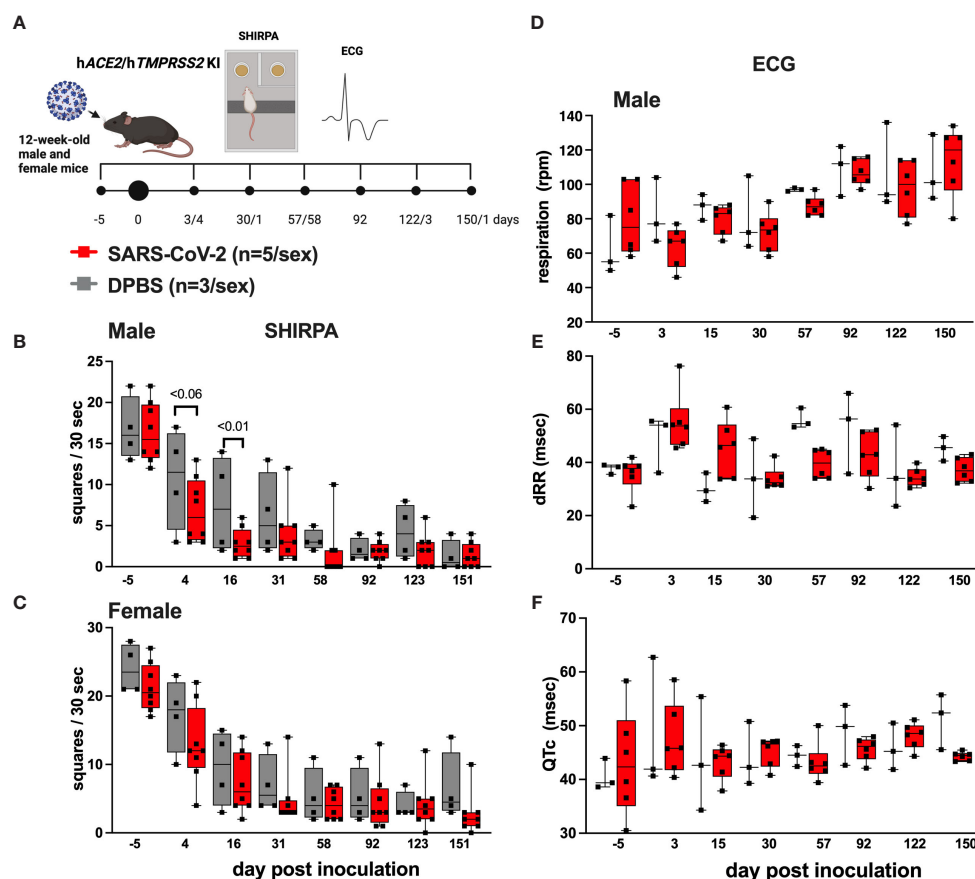 A
hACE2/hTMPRSS2 KI
SHIRPA
ECG
12-week-old
male and
female mice
-5 0 3/4 30/1 57/58 92 122/3 150/1 days
SARS-CoV-2 (n=5/sex)
DPBS (n=3/sex)
Male SHIRPA
B
squares / 30 sec
25
20
15
10
5
0
<0.06
<0.01
-5 4 16 31 58 92 123 151
C
Female
squares / 30 sec
30
20
10
0
-5 4 16 31 58 92 123 151
day post inoculation
D
ECG
Male
respiration (rpm)
140
120
100
80
60
40
20
-5 3 15 30 57 92 122 150
E
dRR (msec)
80
60
40
20
0
-5 3 15 30 57 92 122 150
F
QTc (msec)
60
50
40
30
-5 3 15 30 57 92 122 150
day post inoculation